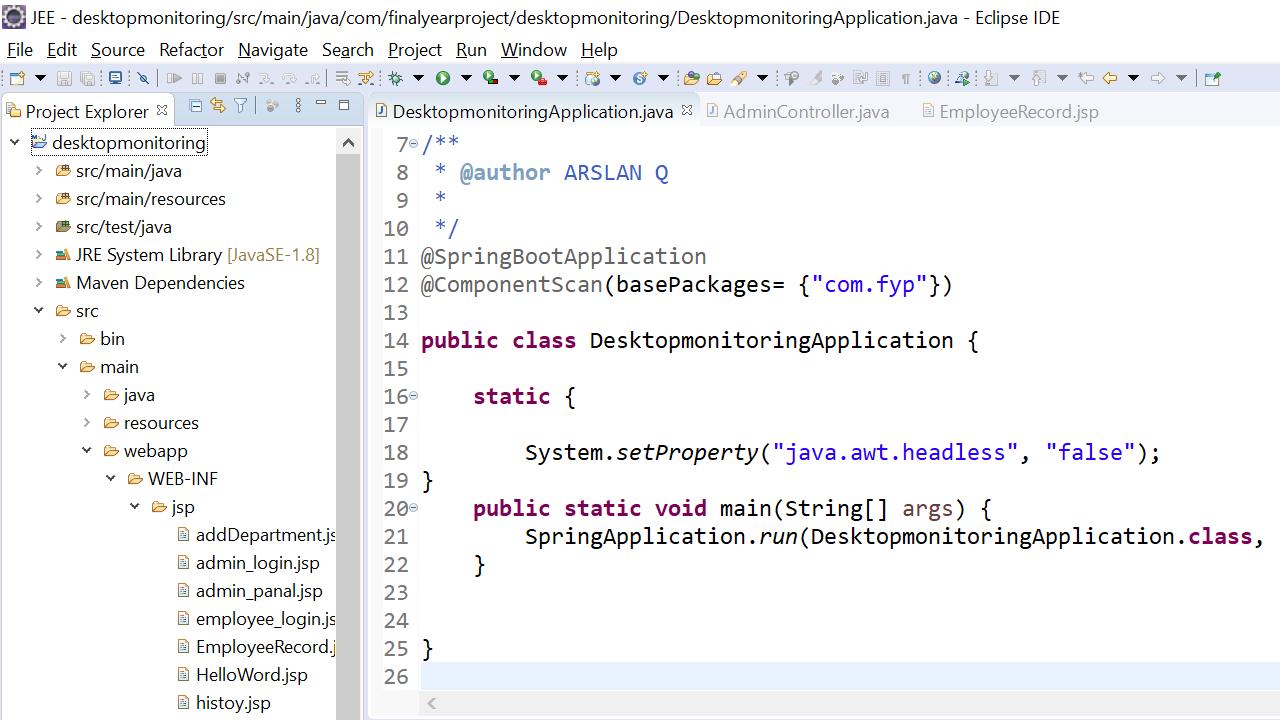 JEE - desktopmonitoring/src/main/java/com/finalyearproject/desktopmonitoring/DesktopmonitoringApplication.java - Eclipse IDE
File Edit Source Refactor Navigate Search Project Run Window Help
Project Explorer
DesktopmonitoringApplication.java AdminController.java EmployeeRecord.jsp
desktopmonitoring
src/main/java
src/main/resources
src/test/java
JRE System Library [JavaSE-1.8]
Maven Dependencies
src
bin
main
java
resources
webapp
WEB-INF
jsp
addDepartment.js
admin_login.jsp
admin_panal.jsp
employee_login.js
EmployeeRecord.j
HelloWord.jsp
histoy.jsp
7 /**
8 * @author ARSLAN Q
9 *
10 */
11 @SpringBootApplication
12 @ComponentScan(basePackages= {"com.fyp"})
13
14 public class DesktopmonitoringApplication {
15
16 static {
17
18 System.setProperty("java.awt.headless", "false");
19 }
20 public static void main(String[] args) {
21 SpringApplication.run(DesktopmonitoringApplication.class,
22 }
23
24
25 }
26